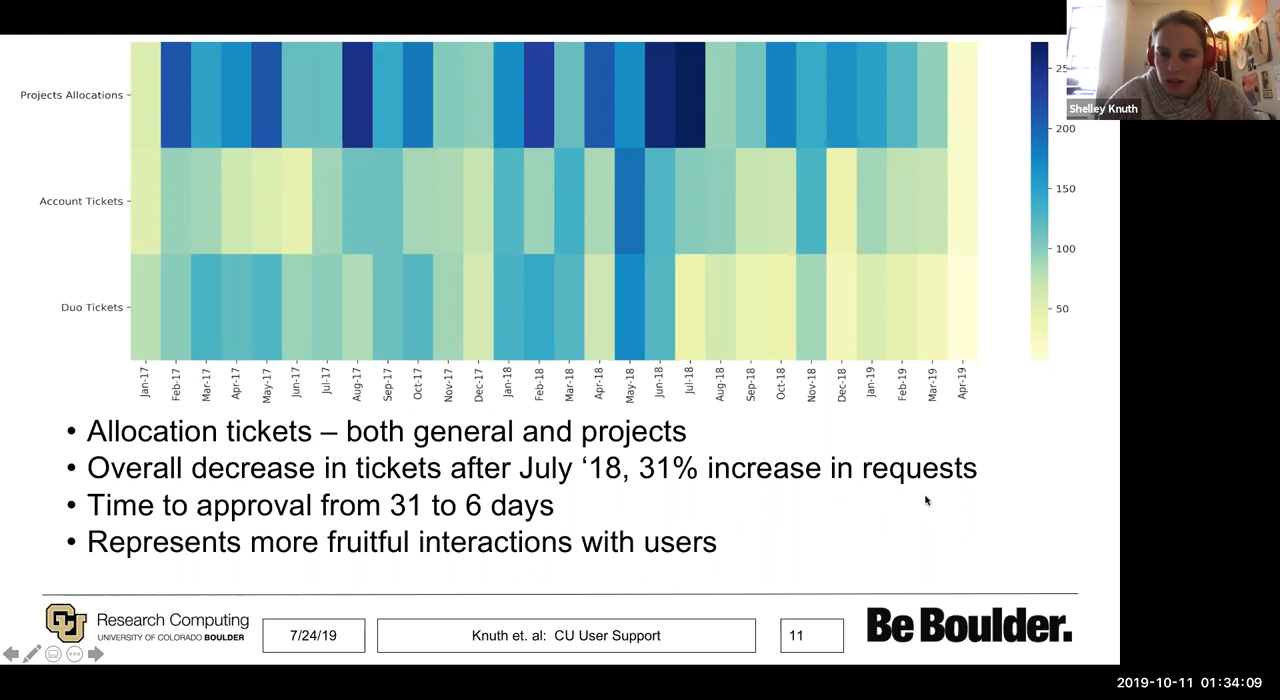 Projects Allocations
Account Tickets
Duo Tickets
25
200
150
100
50
Jan-17 Feb-17 Mar-17 Apr-17 May-17 Jun-17 Jul-17 Aug-17 Sep-17 Oct-17 Nov-17 Dec-17 Jan-18 Feb-18 Mar-18 Apr-18 May-18 Jun-18 Jul-18 Aug-18 Sep-18 Oct-18 Nov-18 Dec-18 Jan-19 Feb-19 Mar-19 Apr-19
Shelley Knuth
• Allocation tickets – both general and projects
• Overall decrease in tickets after July ‘18, 31% increase in requests
• Time to approval from 31 to 6 days
• Represents more fruitful interactions with users
CU
Research Computing
UNIVERSITY OF COLORADO BOULDER
7/24/19
Knuth et. al: CU User Support
11
Be Boulder.
2019-10-11 01:34:09